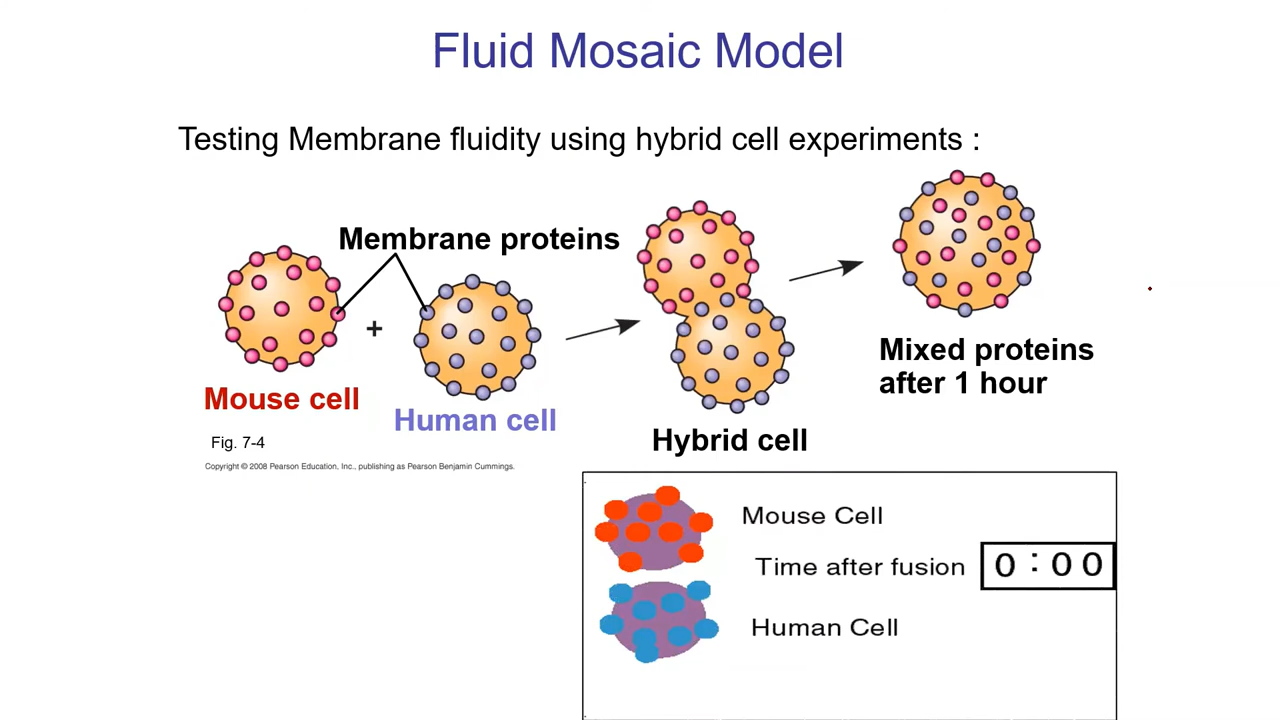 Fluid Mosaic Model
Testing Membrane fluidity using hybrid cell experiments :
Membrane proteins
+
Mouse cell
Human cell
Hybrid cell
Mixed proteins
after 1 hour
Fig. 7-4
Copyright © 2008 Pearson Education, Inc., publishing as Pearson Benjamin Cummings.
Mouse Cell
Time after fusion 0:00
Human Cell